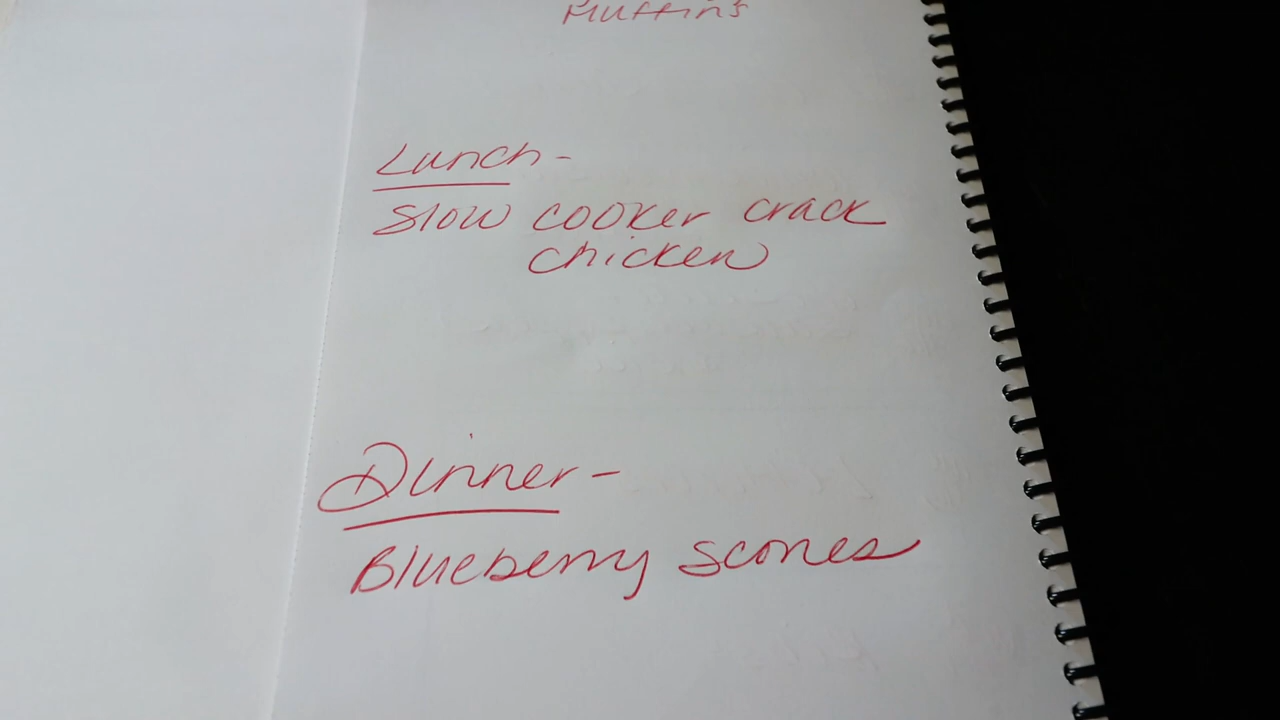 Muffins
Lunch-
Slow cooker crack
chicken
Dinner-
Blueberry scones